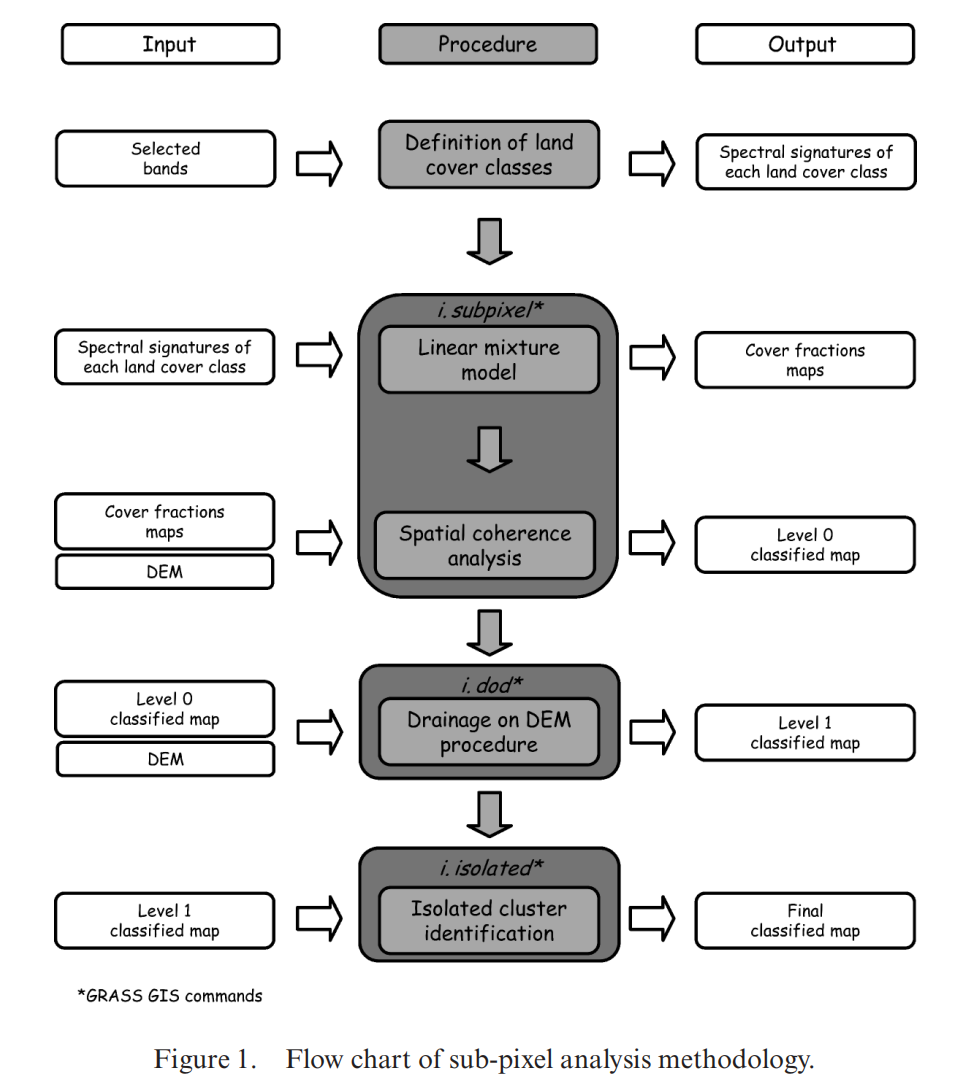 Input
Procedure
Output
Selected
bands
Definition of land
cover classes
Spectral signatures of
each land cover class
i. subpixel*
Spectral signatures of
each land cover class
Linear mixture
model
Cover fractions
maps
Cover fractions
maps
DEM
Spatial coherence
analysis
Level 0
classified map
i. dod*
Level 0
classified map
DEM
Drainage on DEM
procedure
Level 1
classified map
i. isolated*
Level 1
classified map
Isolated cluster
identification
Final
classified map
*GRASS GIS commands
Figure 1. Flow chart of sub-pixel analysis methodology.